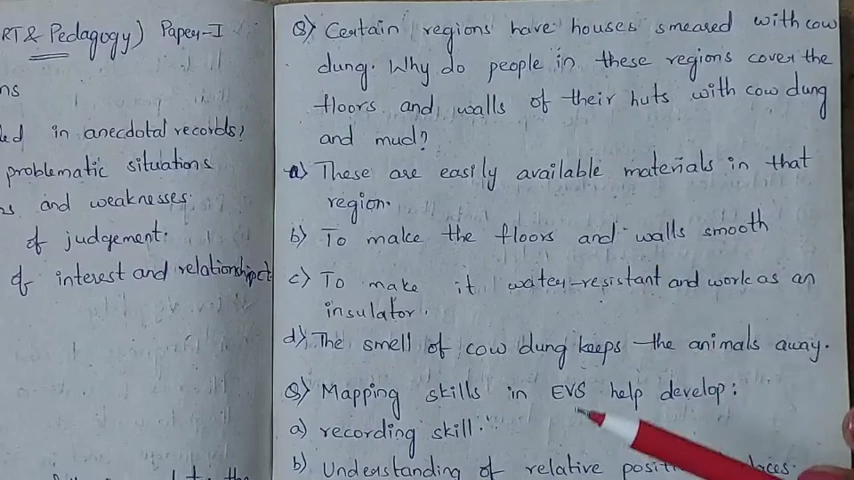 RT & Pedagogy) Paper-I
ns
ded in anecdotal records?
problematic situations
and weaknesses.
of judgement.
of interest and relationship
Q) Certain regions have houses smeared with cow
dung. Why do people in these regions cover the
floors and walls of their huts with cow dung
and mud?
a) These are easily available materials in that
region.
b) To make the floors and walls smooth
c) To make it water-resistant and work as an
insulator.
d) The smell of cow dung keeps the animals away.
Q) Mapping skills in EVS help develop:
a) recording skill.
b) Understanding of relative